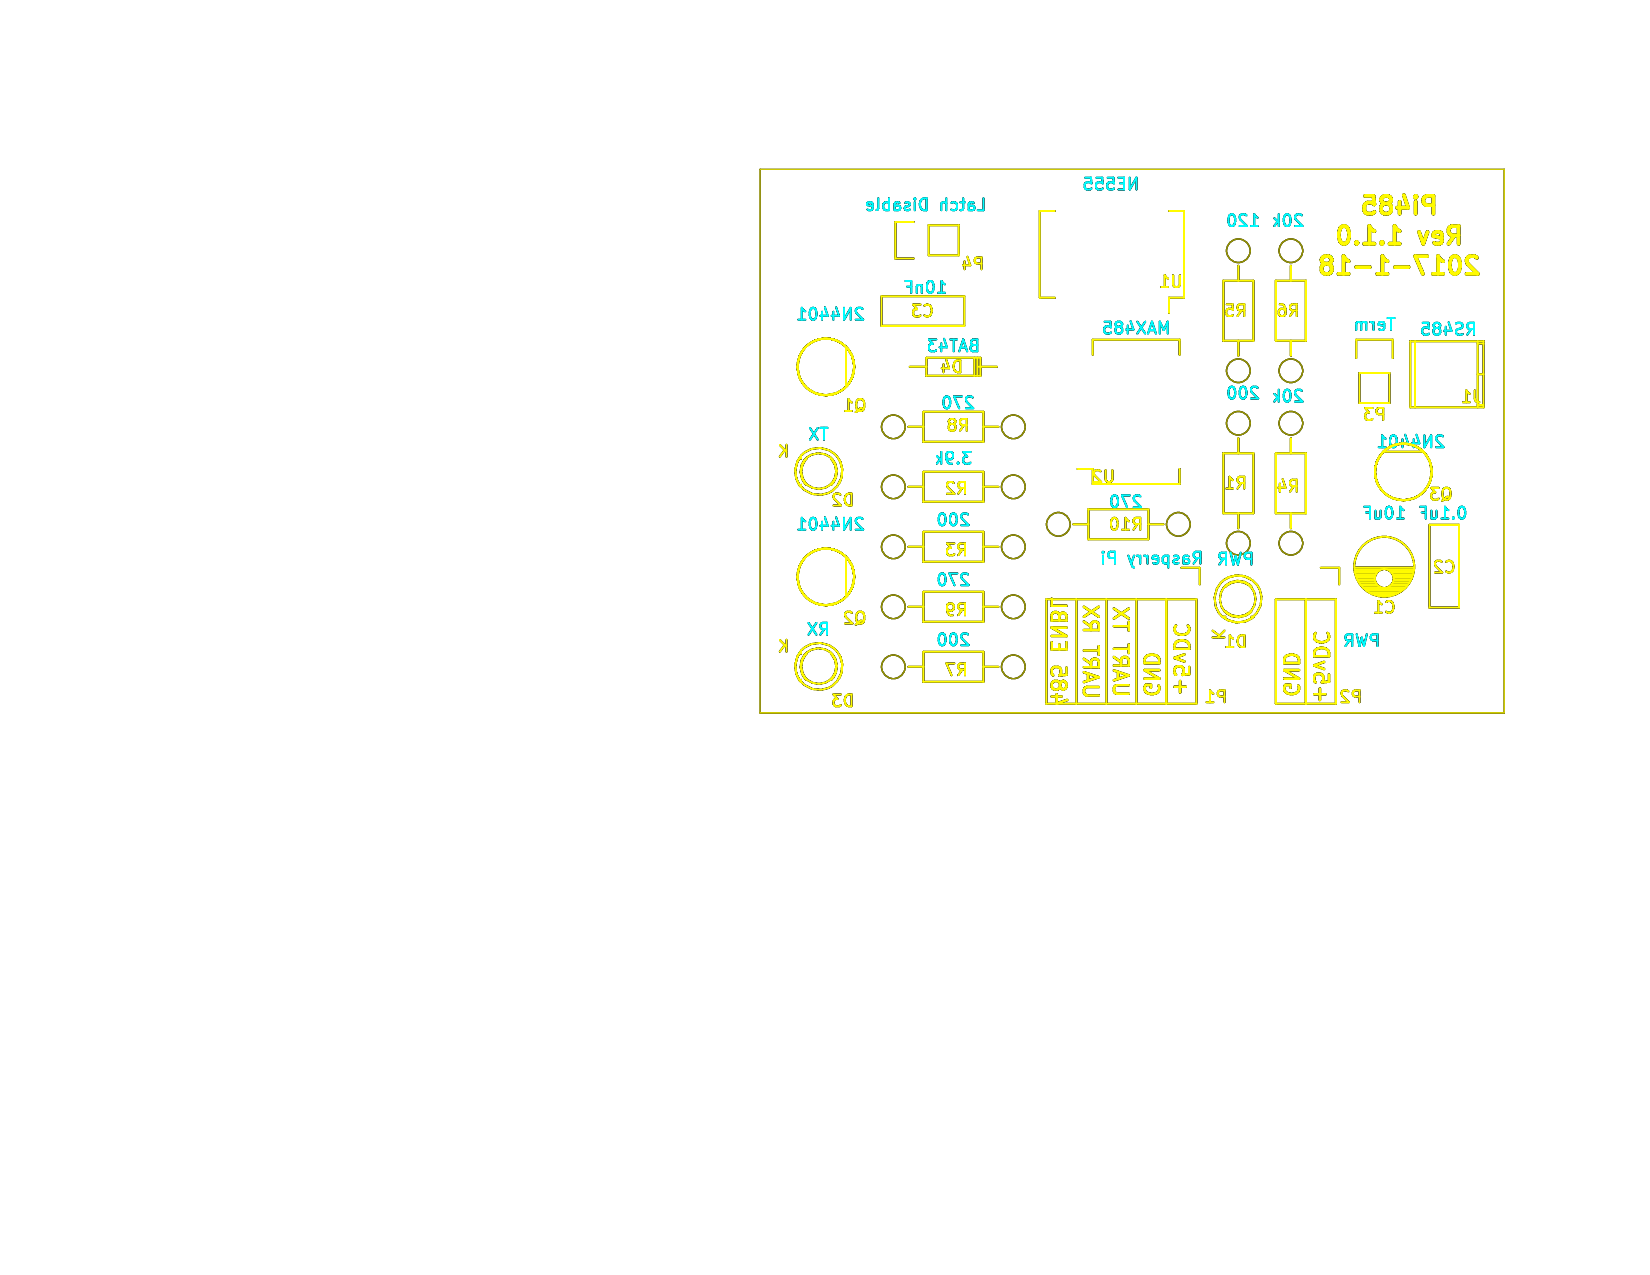 NE555
Latch Disable
P4
U1
Pi485
Rev 1.1.0
2017-1-18
120
20k
10nF
C3
2N4401
Q1
BAT43
D4
MAX485
R5
R6
Term
P3
RS485
J1
270
R8
TX
K
D2
3.9k
R2
200
20k
R1
R4
2N4401
Q3
U2
270
R10
0.1uF
10uF
C2
C1
2N4401
Q2
200
R3
270
R9
Raspberry Pi
PWR
K
D1
RX
K
D3
200
R7
485 ENBL
UART RX
UART TX
GND
+5vDC
P1
GND
+5vDC
P2
PWR